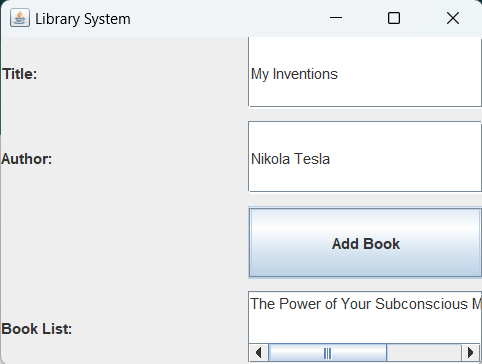 Library System
Title:
My Inventions
Author:
Nikola Tesla
Add Book
The Power of Your Subconscious M
Book List: